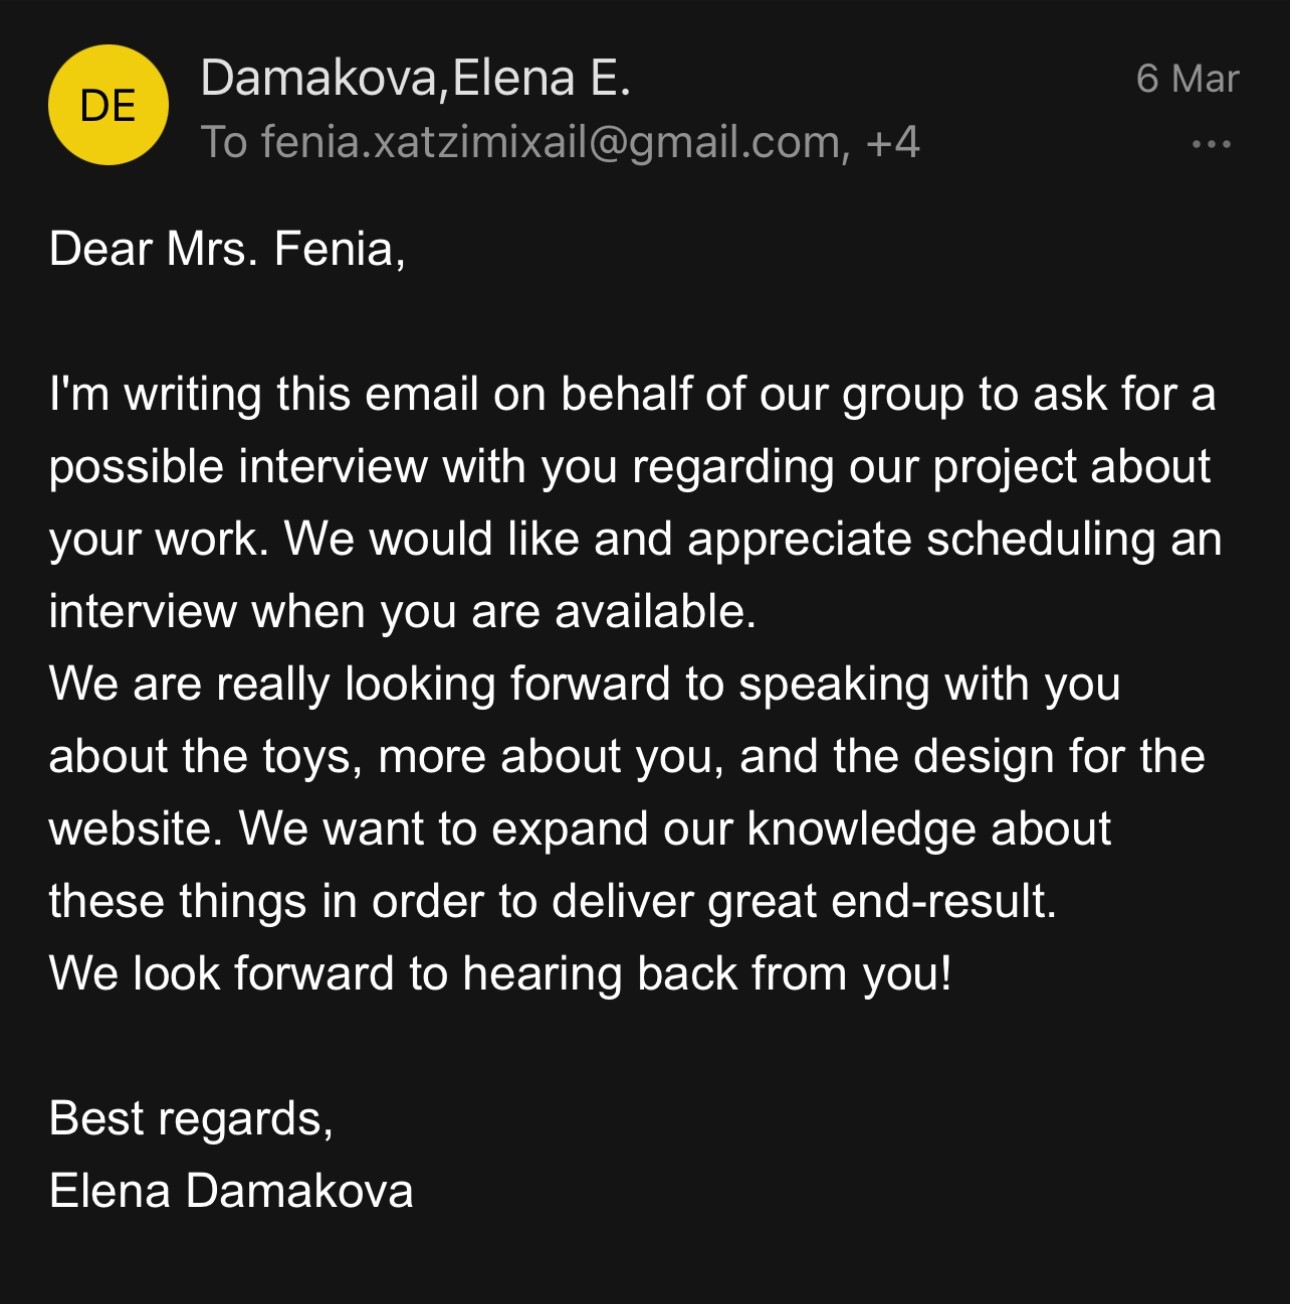 DE
Damakova,Elena E.
6 Mar
To fenia.xatzimixail@gmail.com, +4
...
Dear Mrs. Fenia,
I'm writing this email on behalf of our group to ask for a
possible interview with you regarding our project about
your work. We would like and appreciate scheduling an
interview when you are available.
We are really looking forward to speaking with you
about the toys, more about you, and the design for the
website. We want to expand our knowledge about
these things in order to deliver great end-result.
We look forward to hearing back from you!
Best regards,
Elena Damakova